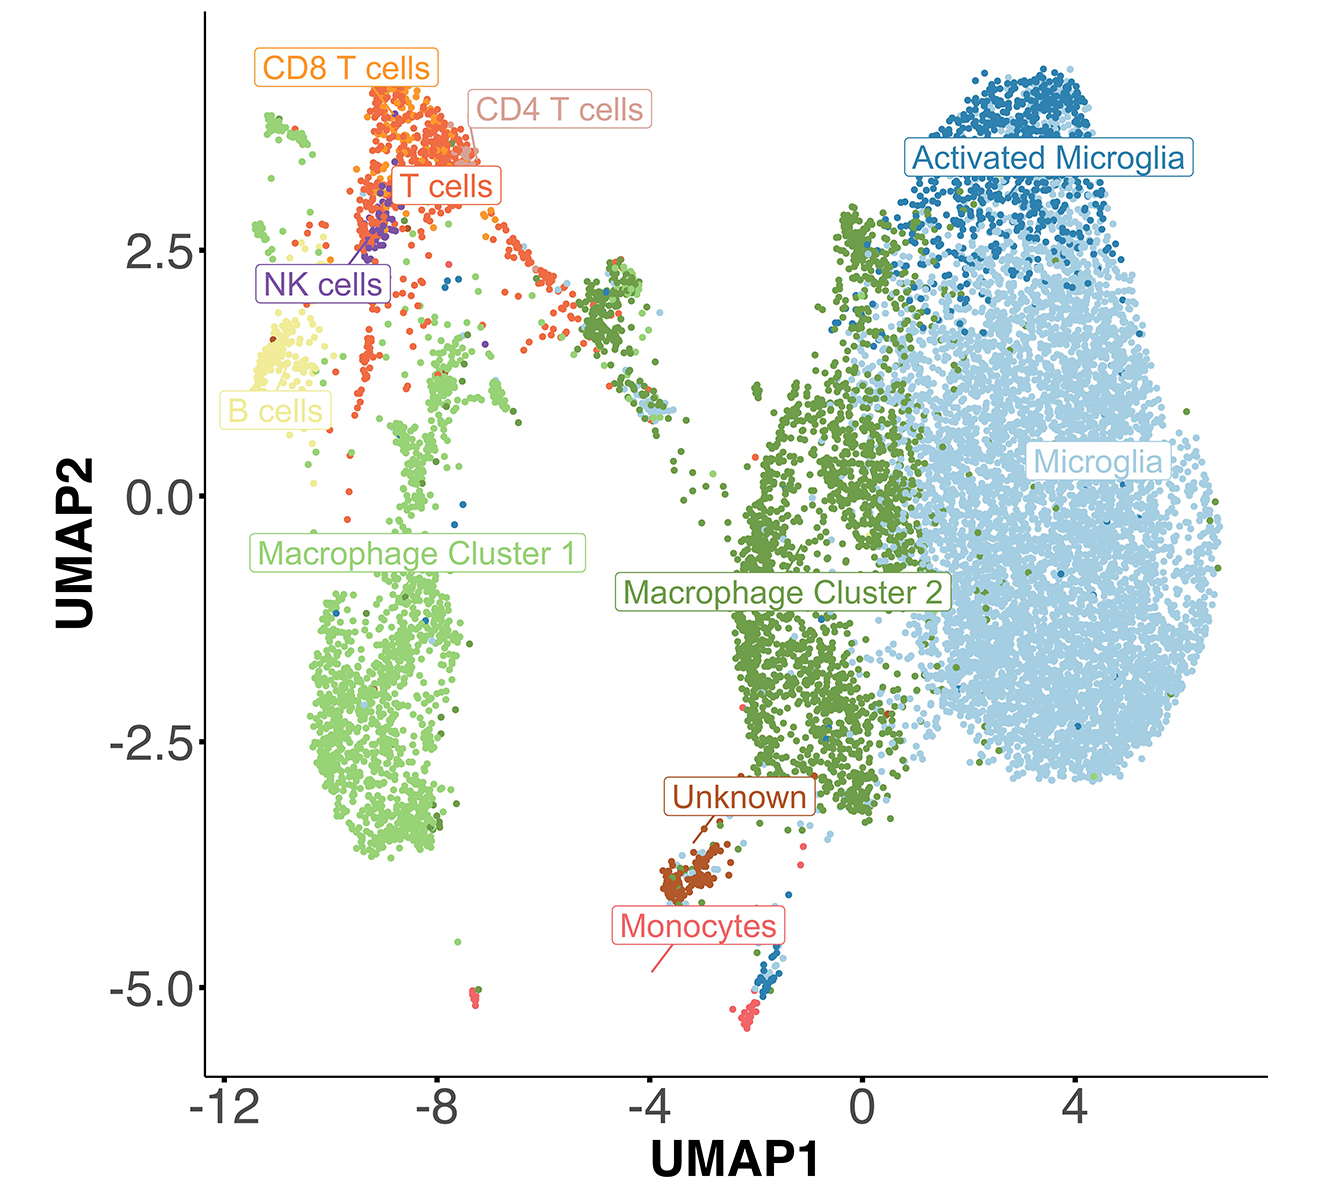 CD8 T cells
CD4 T cells
Activated Microglia
T cells
NK cells
B cells
Microglia
Macrophage Cluster 1
Macrophage Cluster 2
Unknown
Monocytes
2.5
0.0
-2.5
-5.0
UMAP2
-12 -8 -4 0 4
UMAP1